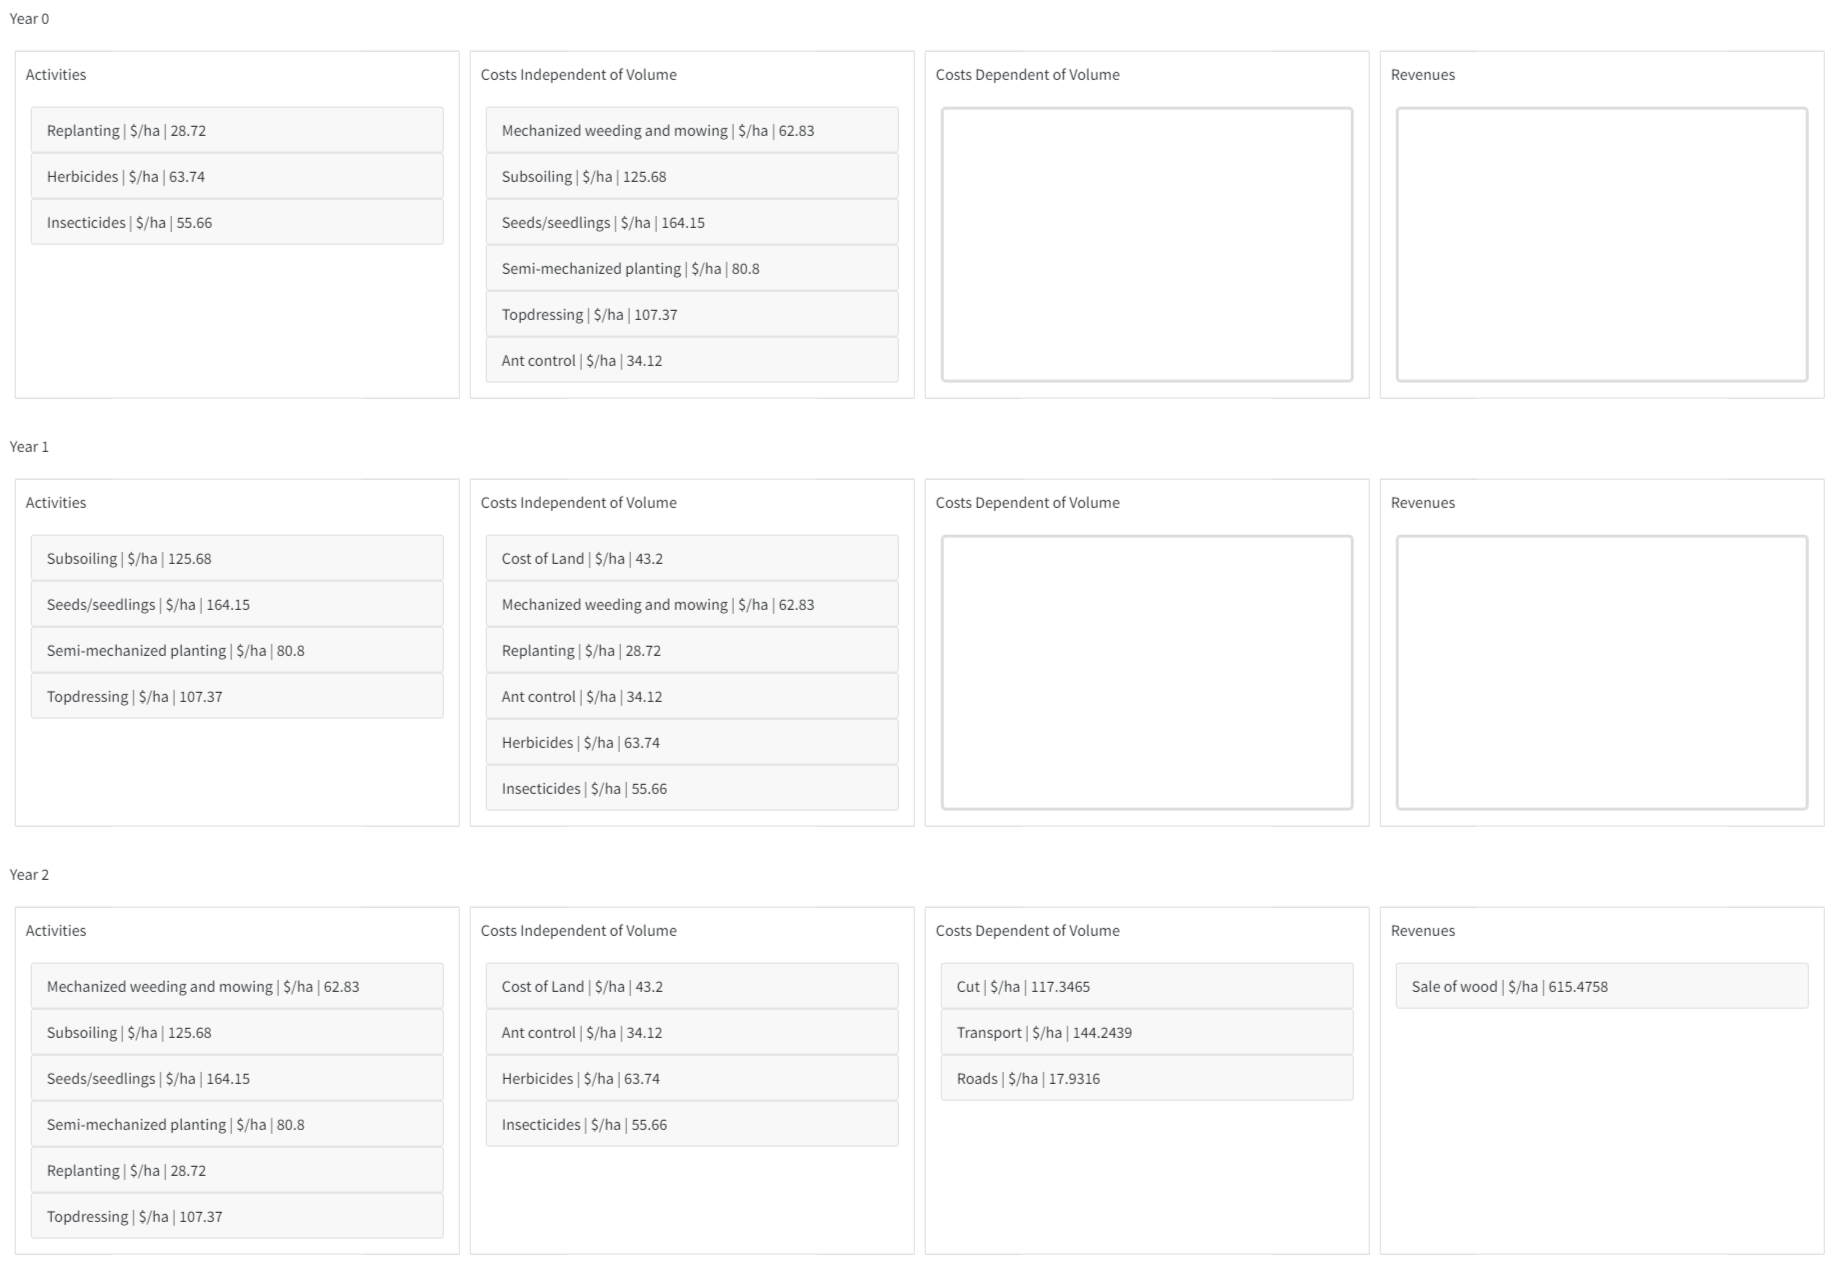 Year 0
Activities
Replanting | $/ha | 28.72
Herbicides | $/ha | 63.74
Insecticides | $/ha | 55.66
Costs Independent of Volume
Mechanized weeding and mowing | $/ha | 62.83
Subsoiling | $/ha | 125.68
Seeds/seedlings | $/ha | 164.15
Semi-mechanized planting | $/ha | 80.8
Topdressing | $/ha | 107.37
Ant control | $/ha | 34.12
Costs Dependent of Volume
Revenues
Year 1
Activities
Subsoiling | $/ha | 125.68
Seeds/seedlings | $/ha | 164.15
Semi-mechanized planting | $/ha | 80.8
Topdressing | $/ha | 107.37
Costs Independent of Volume
Cost of Land | $/ha | 43.2
Mechanized weeding and mowing | $/ha | 62.83
Replanting | $/ha | 28.72
Ant control | $/ha | 34.12
Herbicides | $/ha | 63.74
Insecticides | $/ha | 55.66
Costs Dependent of Volume
Revenues
Year 2
Activities
Mechanized weeding and mowing | $/ha | 62.83
Subsoiling | $/ha | 125.68
Seeds/seedlings | $/ha | 164.15
Semi-mechanized planting | $/ha | 80.8
Replanting | $/ha | 28.72
Topdressing | $/ha | 107.37
Costs Independent of Volume
Cost of Land | $/ha | 43.2
Ant control | $/ha | 34.12
Herbicides | $/ha | 63.74
Insecticides | $/ha | 55.66
Costs Dependent of Volume
Cut | $/ha | 117.3465
Transport | $/ha | 144.2439
Roads | $/ha | 17.9316
Revenues
Sale of wood | $/ha | 615.4758